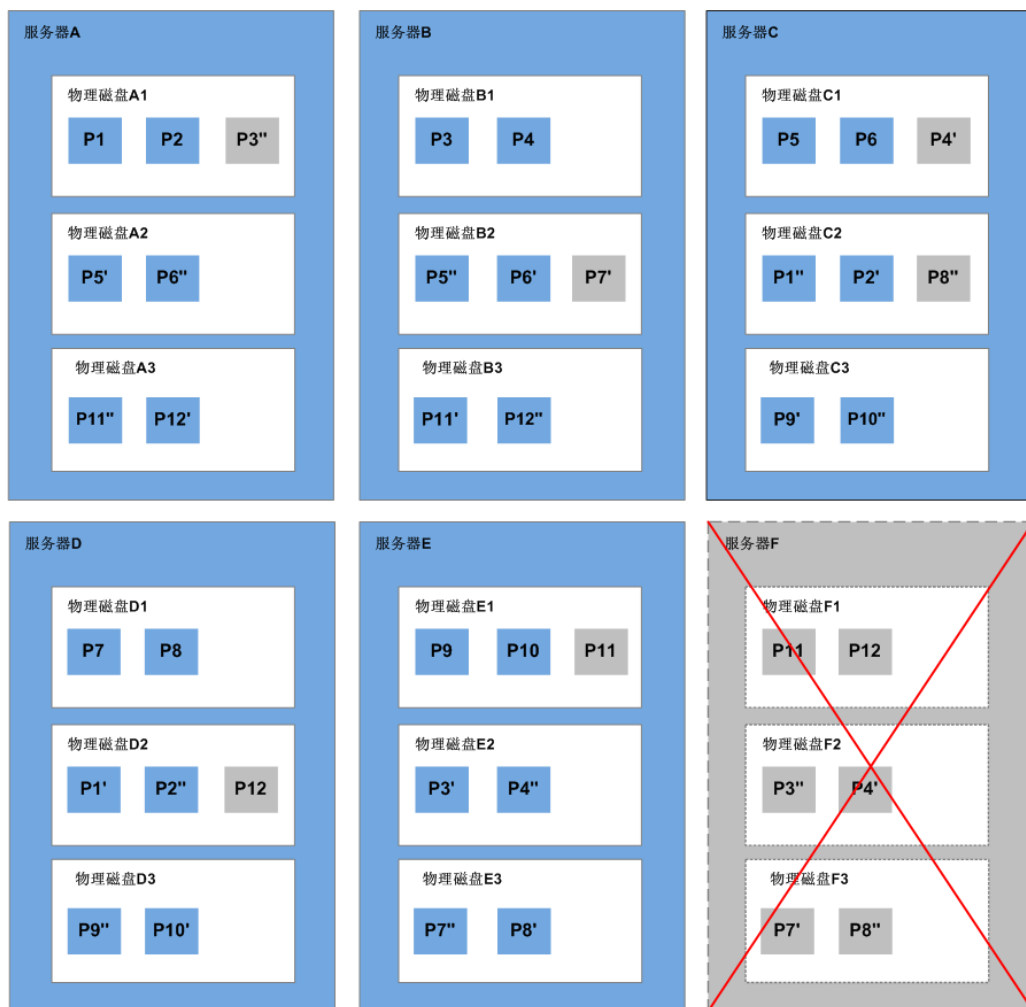 服务器A
物理磁盘A1
P1 P2 P3"
物理磁盘A2
P5' P6"
物理磁盘A3
P11" P12'
服务器B
物理磁盘B1
P3 P4
物理磁盘B2
P5" P6' P7'
物理磁盘B3
P11' P12"
服务器C
物理磁盘C1
P5 P6 P4'
物理磁盘C2
P1" P2' P8"
物理磁盘C3
P9' P10"
服务器D
物理磁盘D1
P7 P8
物理磁盘D2
P1' P2" P12
物理磁盘D3
P9" P10'
服务器E
物理磁盘E1
P9 P10 P11
物理磁盘E2
P3' P4"
物理磁盘E3
P7" P8'
服务器F
物理磁盘F1
P11 P12
物理磁盘F2
P3" P4'
物理磁盘F3
P7' P8"